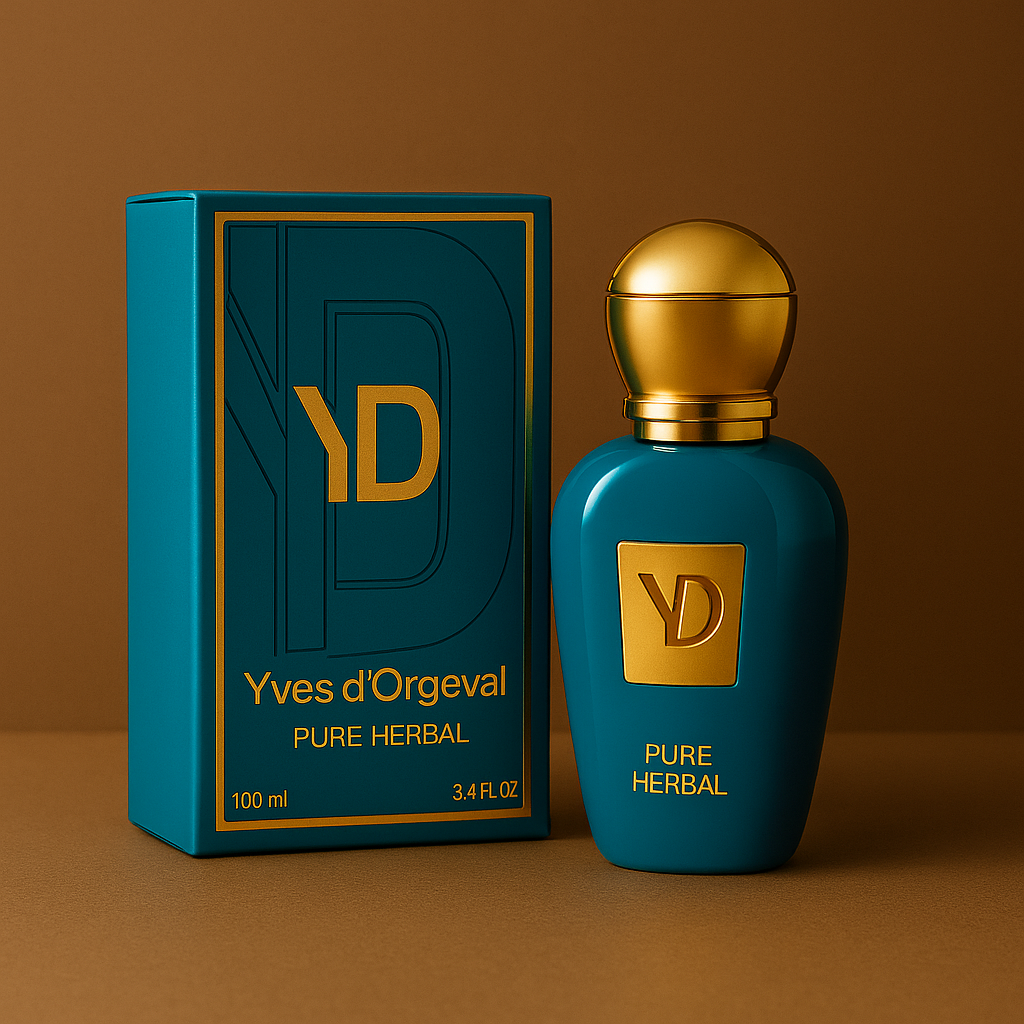 YD
Yves d'Orgeval
PURE HERBAL
100 ml
3.4 FL OZ
YD
PURE
HERBAL